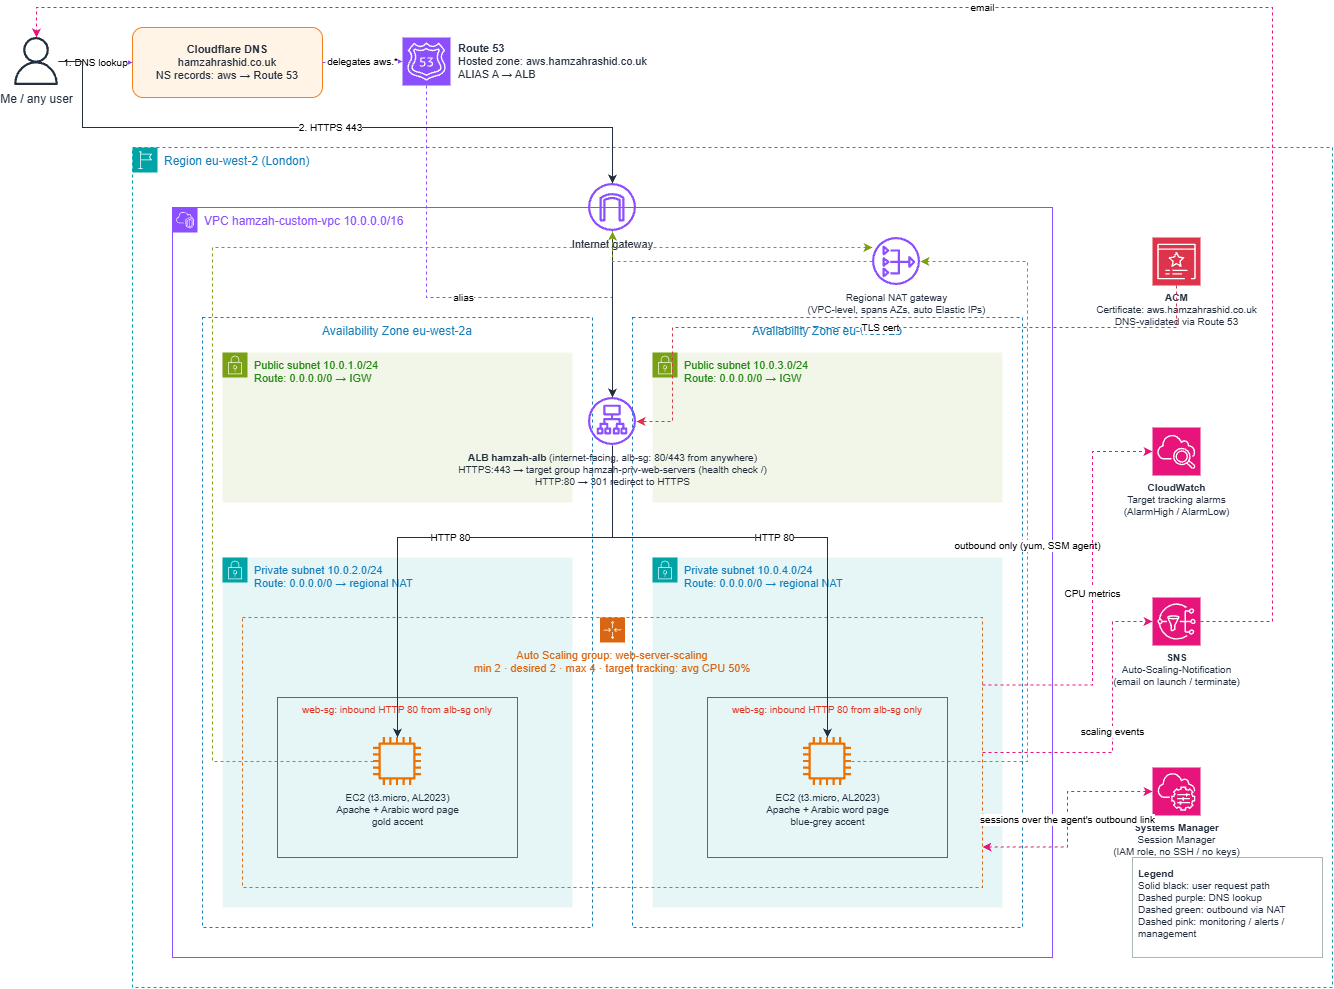 email
Me / any user
1. DNS lookup
Cloudflare DNS
hamzahrashid.co.uk
NS records: aws → Route 53
delegates aws.*
53
Route 53
Hosted zone: aws.hamzahrashid.co.uk
ALIAS A → ALB
2. HTTPS 443
Region eu-west-2 (London)
VPC hamzah-custom-vpc 10.0.0.0/16
Internet gateway
alias
Regional NAT gateway
(VPC-level, spans AZs, auto Elastic IPs)
ACM
Certificate: aws.hamzahrashid.co.uk
DNS-validated via Route 53
TLS cert
Availability Zone eu-west-2a
Availability Zone
Public subnet 10.0.1.0/24
Route: 0.0.0.0/0 → IGW
Public subnet 10.0.3.0/24
Route: 0.0.0.0/0 → IGW
ALB hamzah-alb (internet-facing, alb-sg: 80/443 from anywhere)
HTTPS:443 → target group hamzah-priv-web-servers (health check /)
HTTP:80 → 301 redirect to HTTPS
CloudWatch
Target tracking alarms
(AlarmHigh / AlarmLow)
HTTP 80
HTTP 80
outbound only (yum, SSM agent)
Private subnet 10.0.2.0/24
Route: 0.0.0.0/0 → regional NAT
Private subnet 10.0.4.0/24
Route: 0.0.0.0/0 → regional NAT
CPU metrics
Auto Scaling group: web-server-scaling
min 2 · desired 2 · max 4 · target tracking: avg CPU 50%
SNS
Auto-Scaling-Notification
(email on launch / terminate)
scaling events
web-sg: inbound HTTP 80 from alb-sg only
web-sg: inbound HTTP 80 from alb-sg only
EC2 (t3.micro, AL2023)
Apache + Arabic word page
gold accent
EC2 (t3.micro, AL2023)
Apache + Arabic word page
blue-grey accent
sessions over the agent's outbound link
Systems Manager
Session Manager
(IAM role, no SSH / no keys)
Legend
Solid black: user request path
Dashed purple: DNS lookup
Dashed green: outbound via NAT
Dashed pink: monitoring / alerts /
management